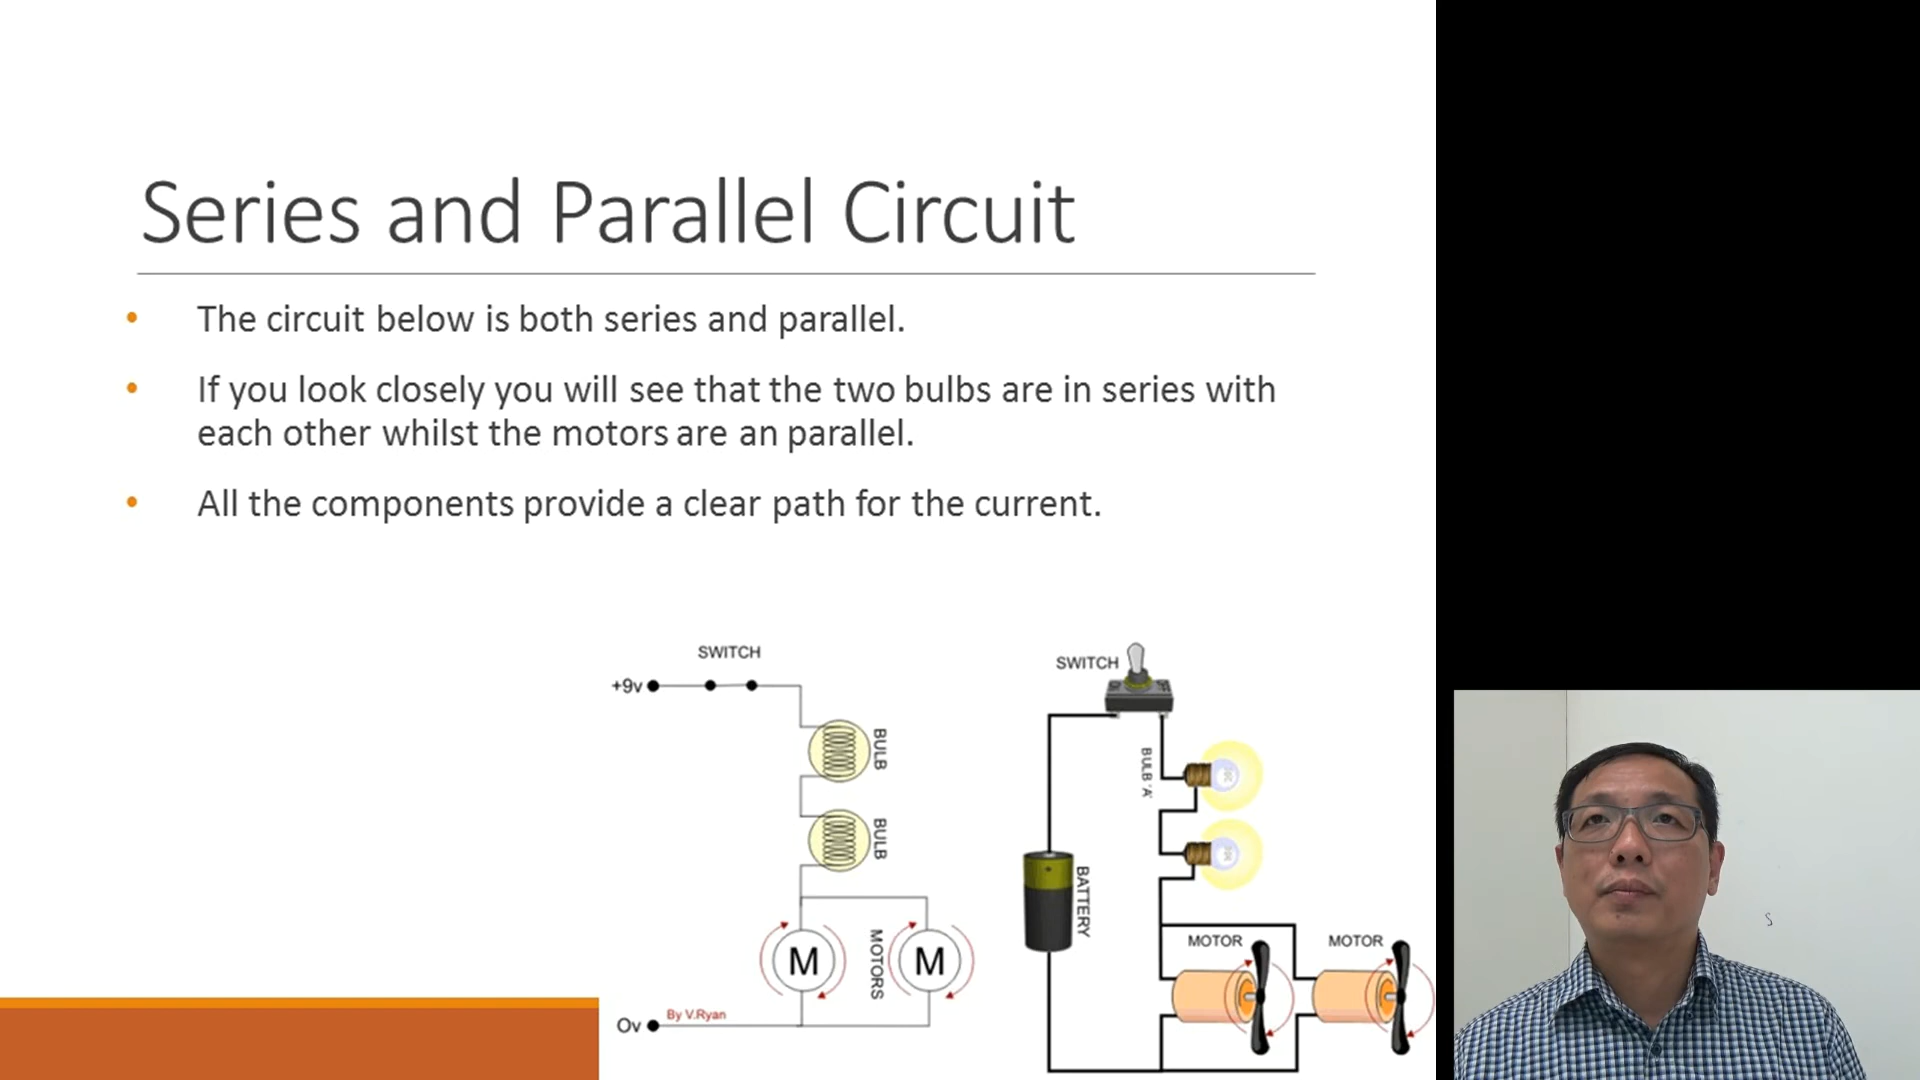 Series and Parallel Circuit
• The circuit below is both series and parallel.
• If you look closely you will see that the two bulbs are in series with
each other whilst the motors are an parallel.
• All the components provide a clear path for the current.
SWITCH
+9v
BULB
BULB
M
MOTORS
M
By V.Ryan
Ov
SWITCH
BULB 'A'
BATTERY
MOTOR
MOTOR
S